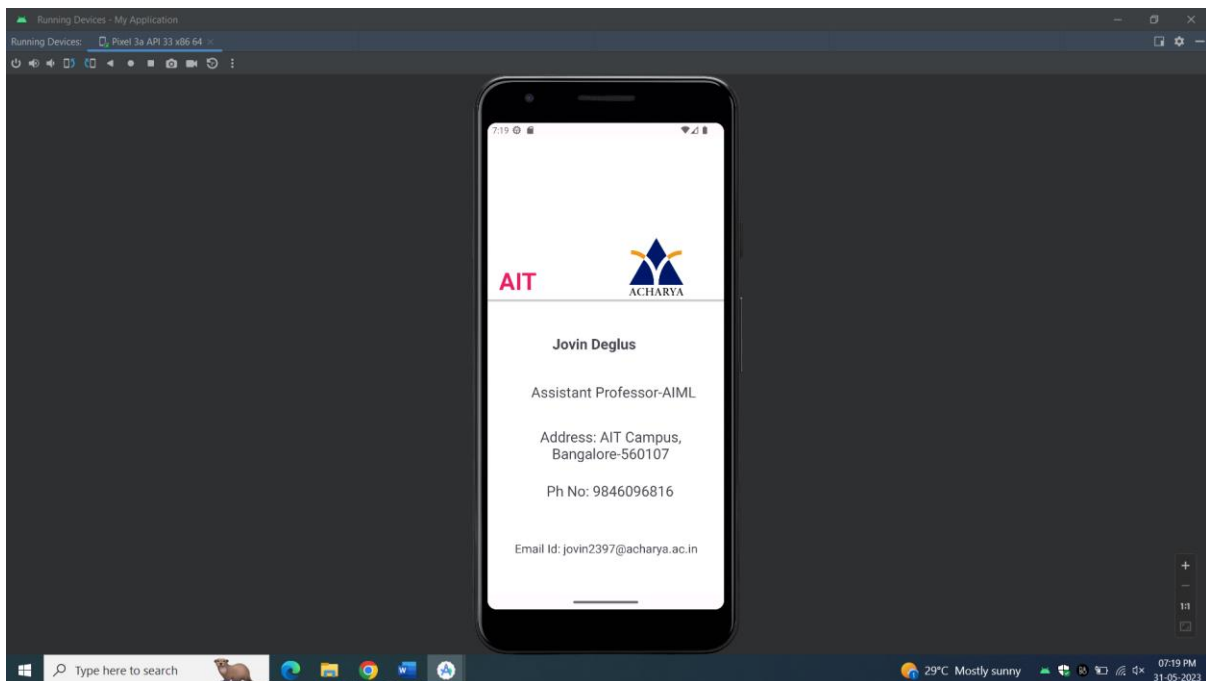 Running Devices - My Application
Running Devices: Pixel 3a API 33 x86 64
7:19
AIT
ACHARYA
Jovin Deglus
Assistant Professor-AIML
Address: AIT Campus,
Bangalore-560107
Ph No: 9846096816
Email Id: jovin2397@acharya.ac.in
1:1
Type here to search
29°C Mostly sunny
07:19 PM
31-05-2023